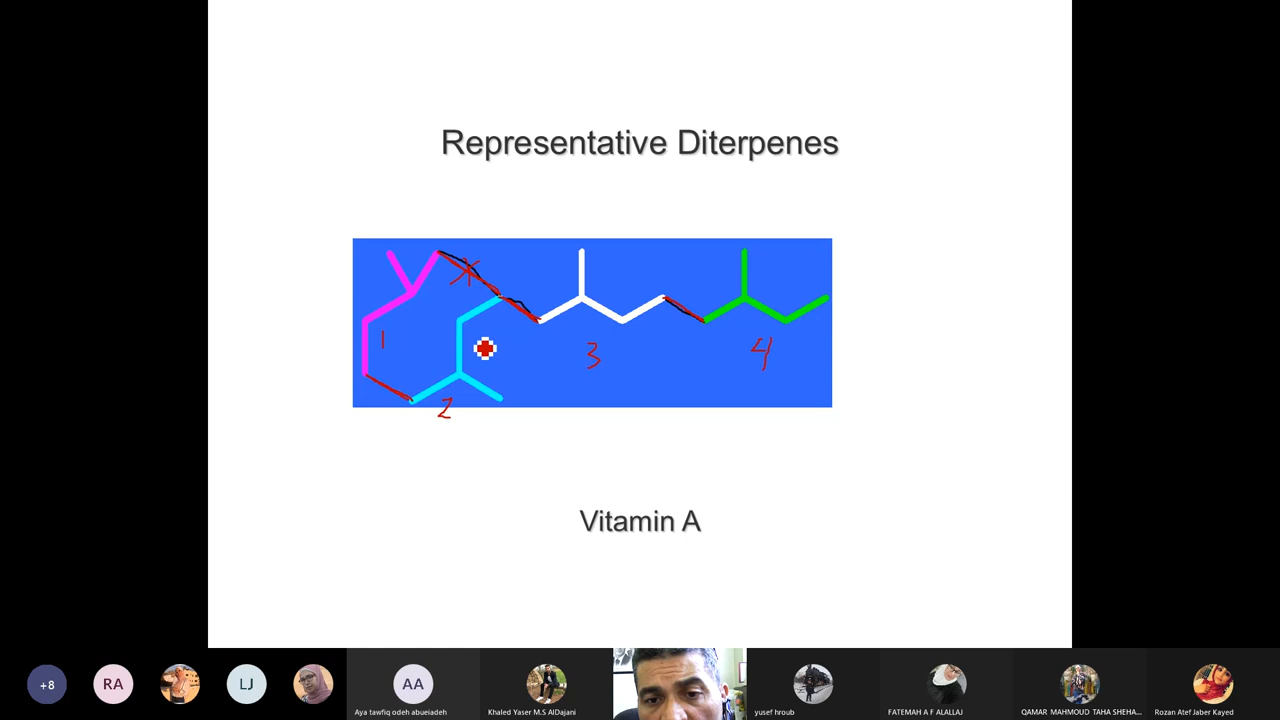 Representative Diterpenes
X
1
2
3
4
Vitamin A
+8
RA
LJ
AA
Aya tawfiq odeh abueiadeh
Khaled Yaser M.S AlDajani
yusef hroub
FATEMAH A F ALALLAJ
QAMAR MAHMOUD TAHA SHEHA...
Rozan Atef Jaber Kayed